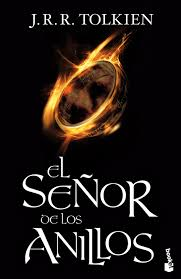 J. R. R. TOLKIEN
EL
SEÑOR
DE LOS
ANILLOS
Booket